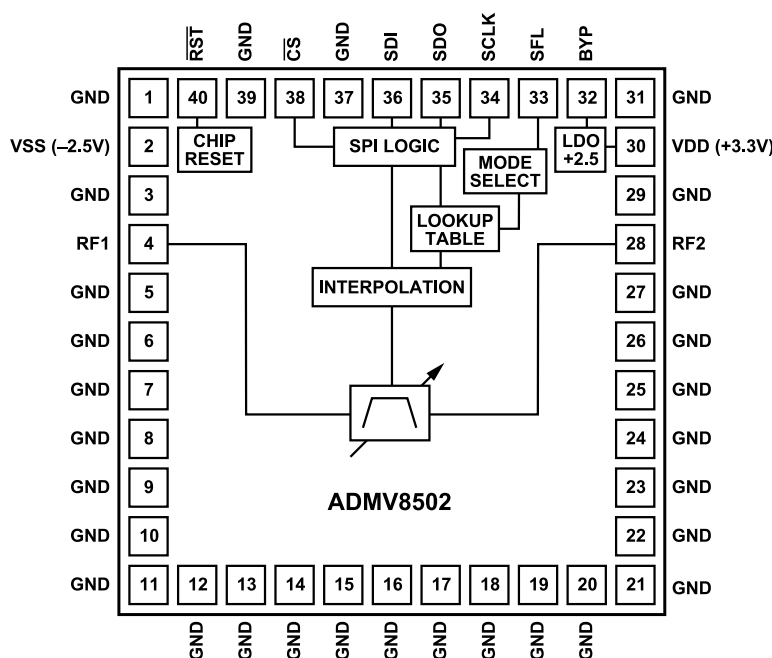 R̅S̅T̅
GND
C̅S̅
GND
SDI
SDO
SCLK
SFL
BYP
GND 1 40 39 38 37 36 35 34 33 32 31 GND
VSS (–2.5V) 2 CHIP RESET SPI LOGIC MODE SELECT LDO +2.5 30 VDD (+3.3V)
GND 3 29 GND
LOOKUP TABLE
RF1 4 28 RF2
GND 5 INTERPOLATION 27 GND
GND 6 26 GND
GND 7 25 GND
GND 8 24 GND
GND 9 23 GND
ADMV8502
GND 10 22 GND
GND 11 12 13 14 15 16 17 18 19 20 21 GND
GND
GND
GND
GND
GND
GND
GND
GND
GND